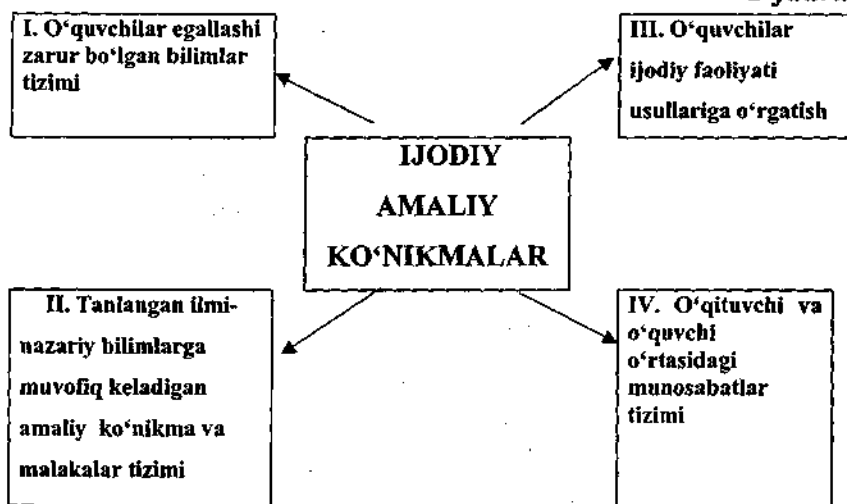 I. O‘quvchilar egallashi
zarur bo‘lgan bilimlar
tizimi
III. O‘quvchilar
ijodiy faoliyati
usullariga o‘rgatish
IJODIY
AMALIY
KO‘NIKMALAR
II. Tanlangan ilmi-
nazariy bilimlarga
muvofiq keladigan
amaliy ko‘nikma va
malakalar tizimi
IV. O‘qituvchi va
o‘quvchi
o‘rtasidagi
munosabatlar
tizimi